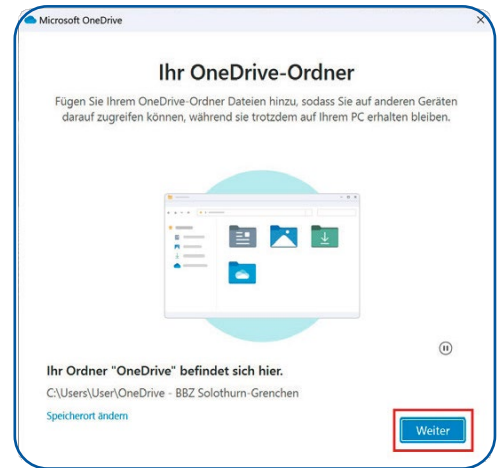 Microsoft OneDrive
Ihr OneDrive-Ordner
Fügen Sie Ihrem OneDrive-Ordner Dateien hinzu, sodass Sie auf anderen Geräten
darauf zugreifen können, während sie trotzdem auf Ihrem PC erhalten bleiben.
Ihr Ordner "OneDrive" befindet sich hier.
C:\Users\User\OneDrive - BBZ Solothurn-Grenchen
Speicherort ändern
Weiter